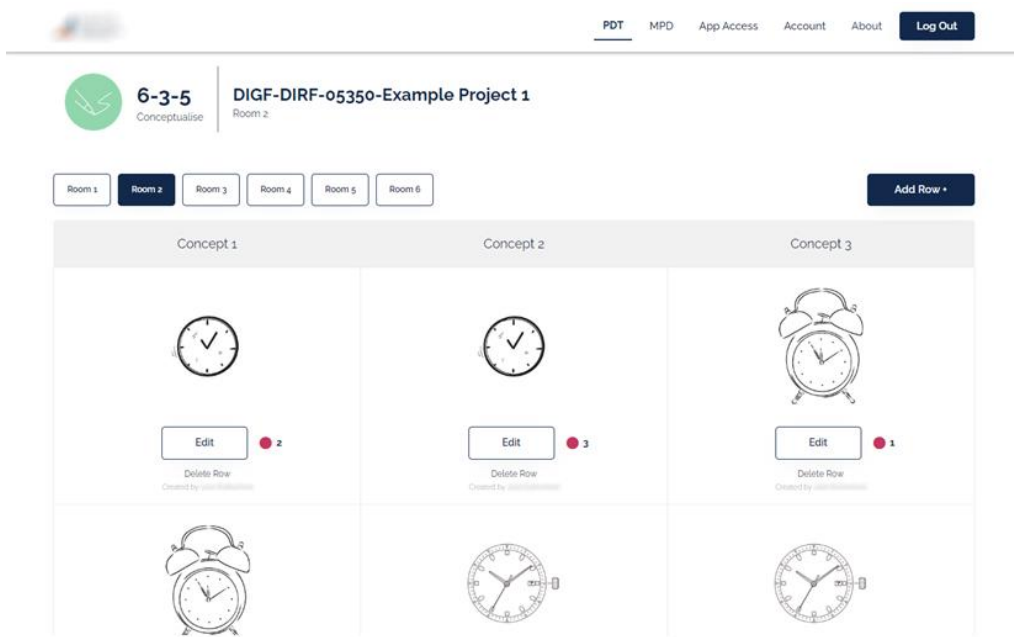 PDT MPD App Access Account About Log Out
6-3-5
Conceptualise
DIGF-DIRF-05350-Example Project 1
Room 2
Room 1 Room 2 Room 3 Room 4 Room 5 Room 6 Add Row +
Concept 1 Concept 2 Concept 3
Edit 2 Edit 3 Edit 1
Delete Row Delete Row Delete Row
Created by Created by Created by